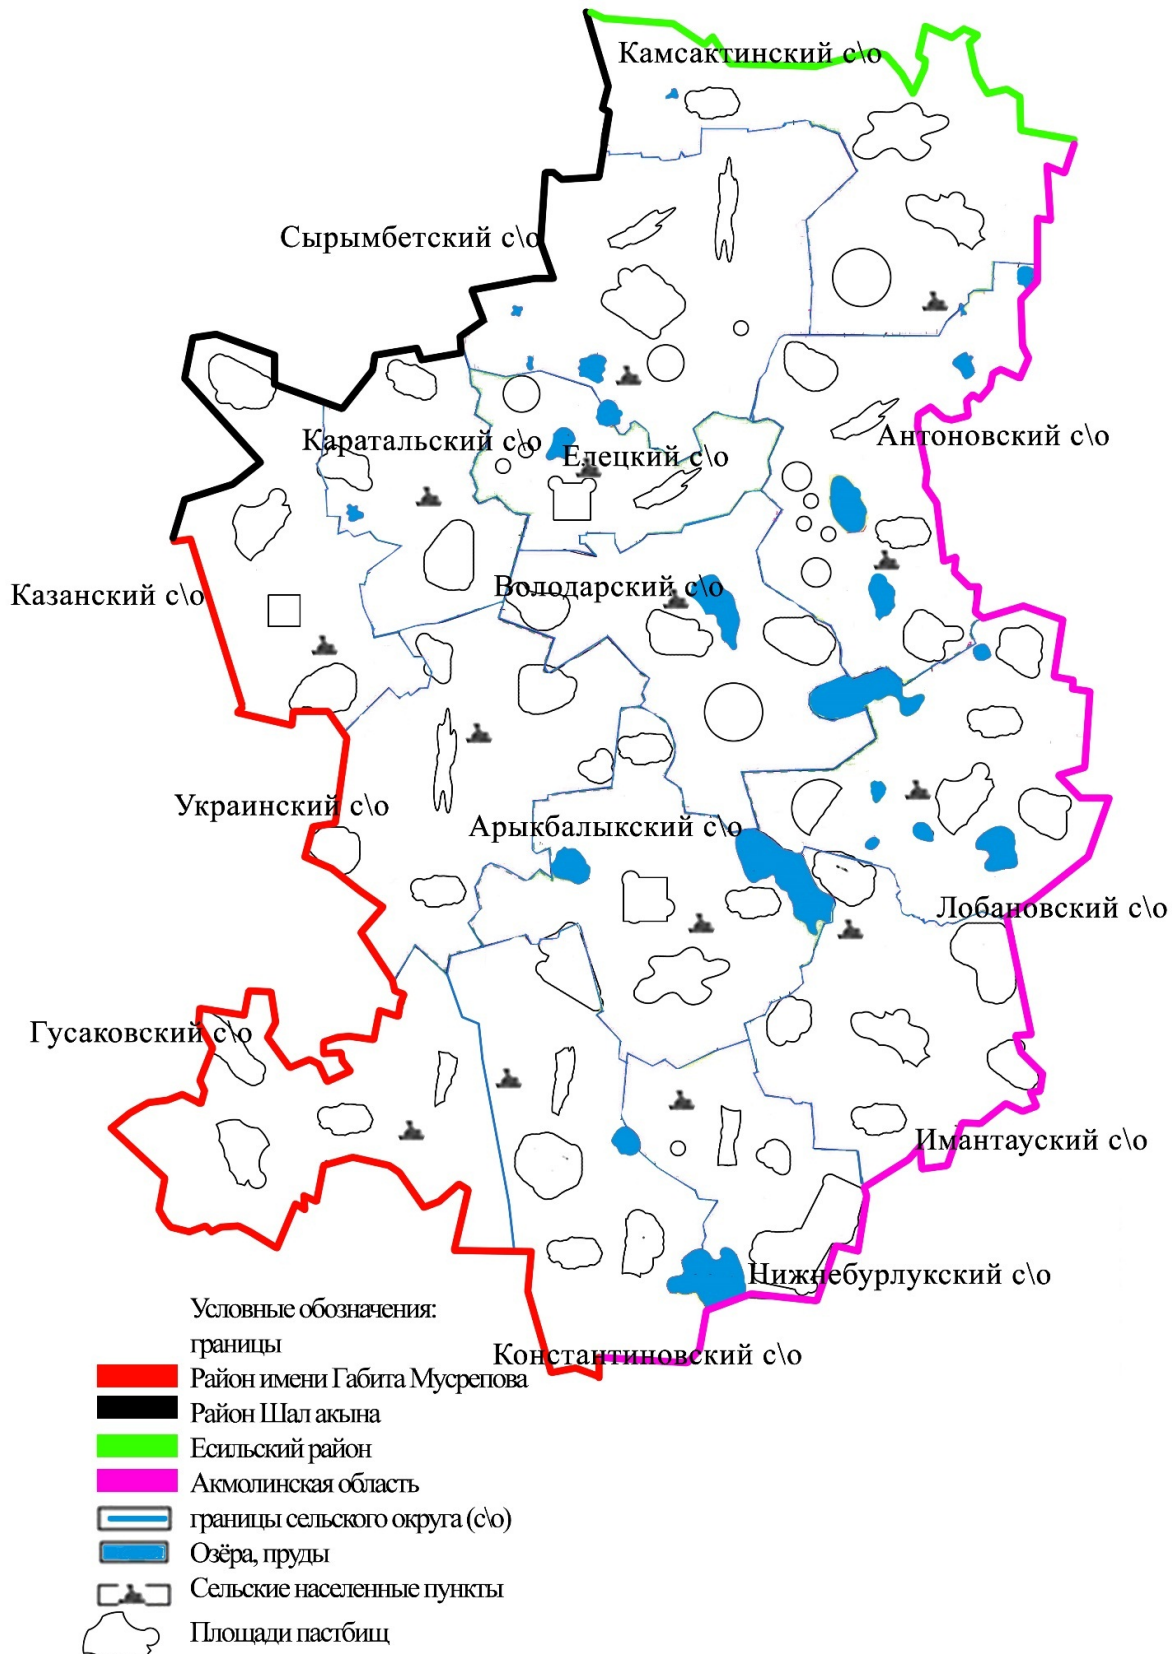 Камсактинский с\о
Сырымбетский с\о
Антоновский с\о
Каратальский с\о
Елецкий с\о
Володарский с\о
Казанский с\о
Украинский с\о
Арыкбалыкский с\о
Лобановский с\о
Гусаковский с\о
Имантауский с\о
Нижнебурлукский с\о
Константиновский с\о
Условные обозначения:
границы
Район имени Габита Мусрепова
Район Шал акына
Есильский район
Акмолинская область
границы сельского округа (с\о)
Озёра, пруды
Сельские населенные пункты
Площади пастбищ